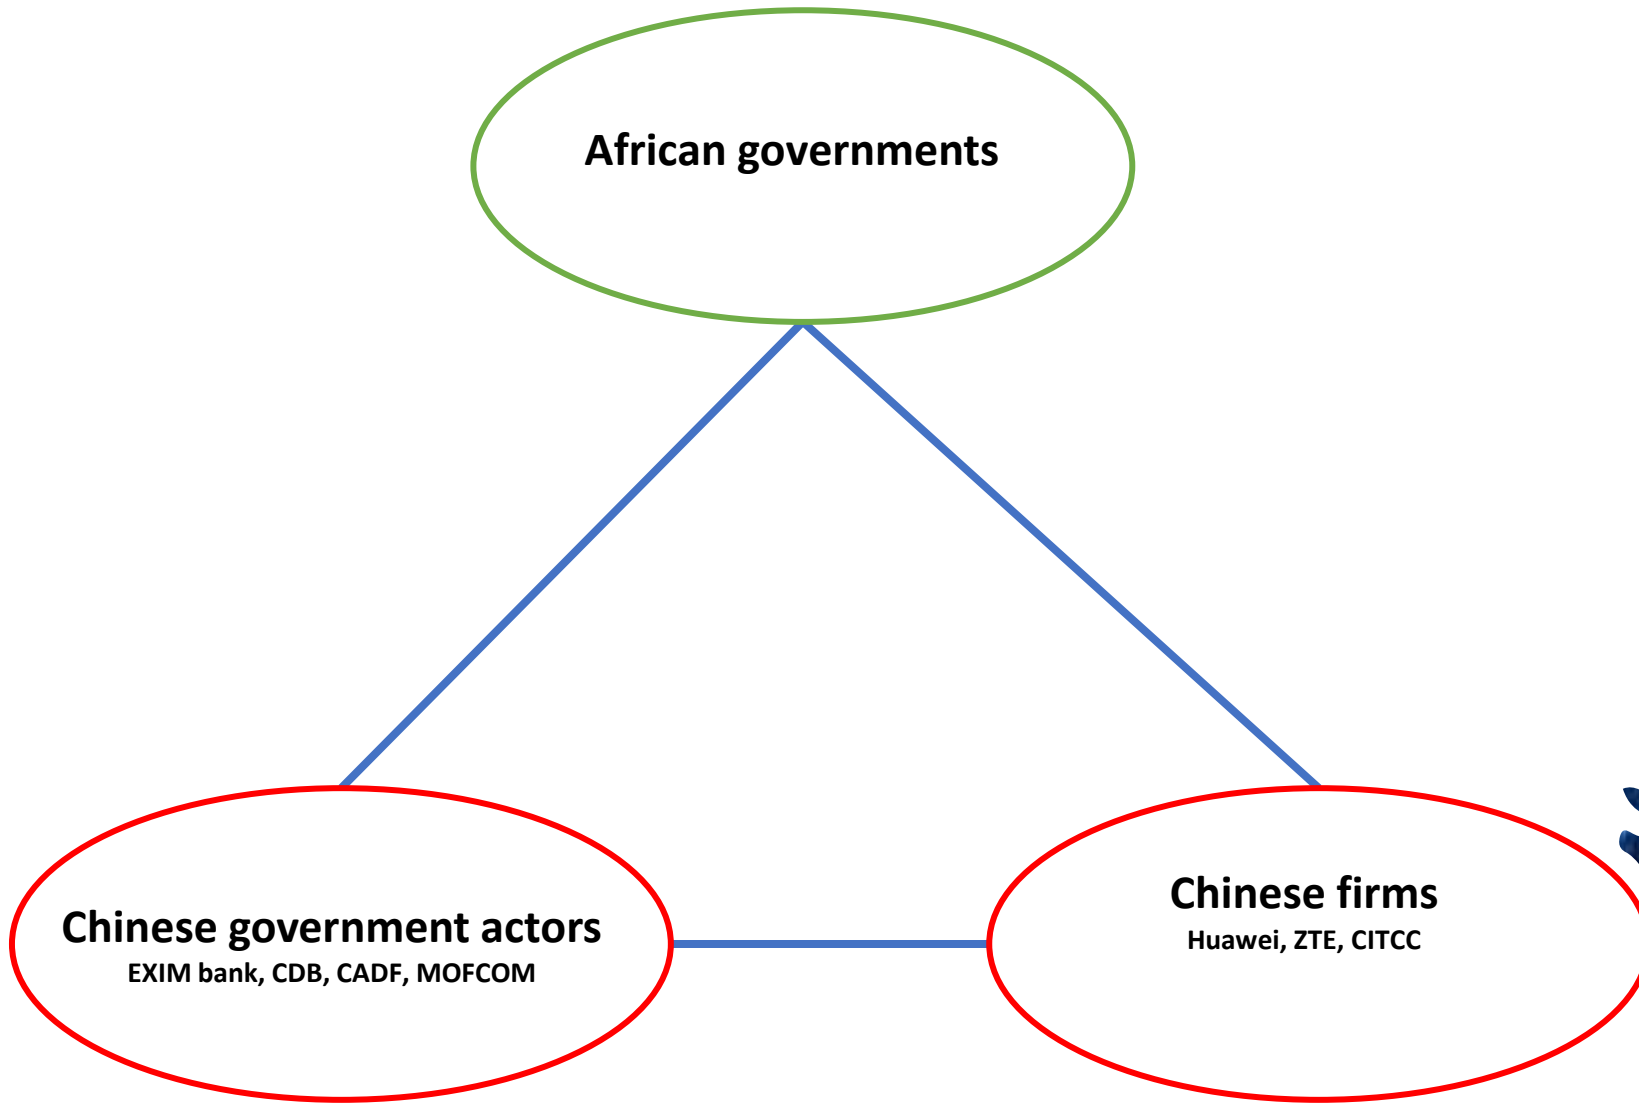 African governments
Chinese government actors
EXIM bank, CDB, CADF, MOFCOM
Chinese firms
Huawei, ZTE, CITCC